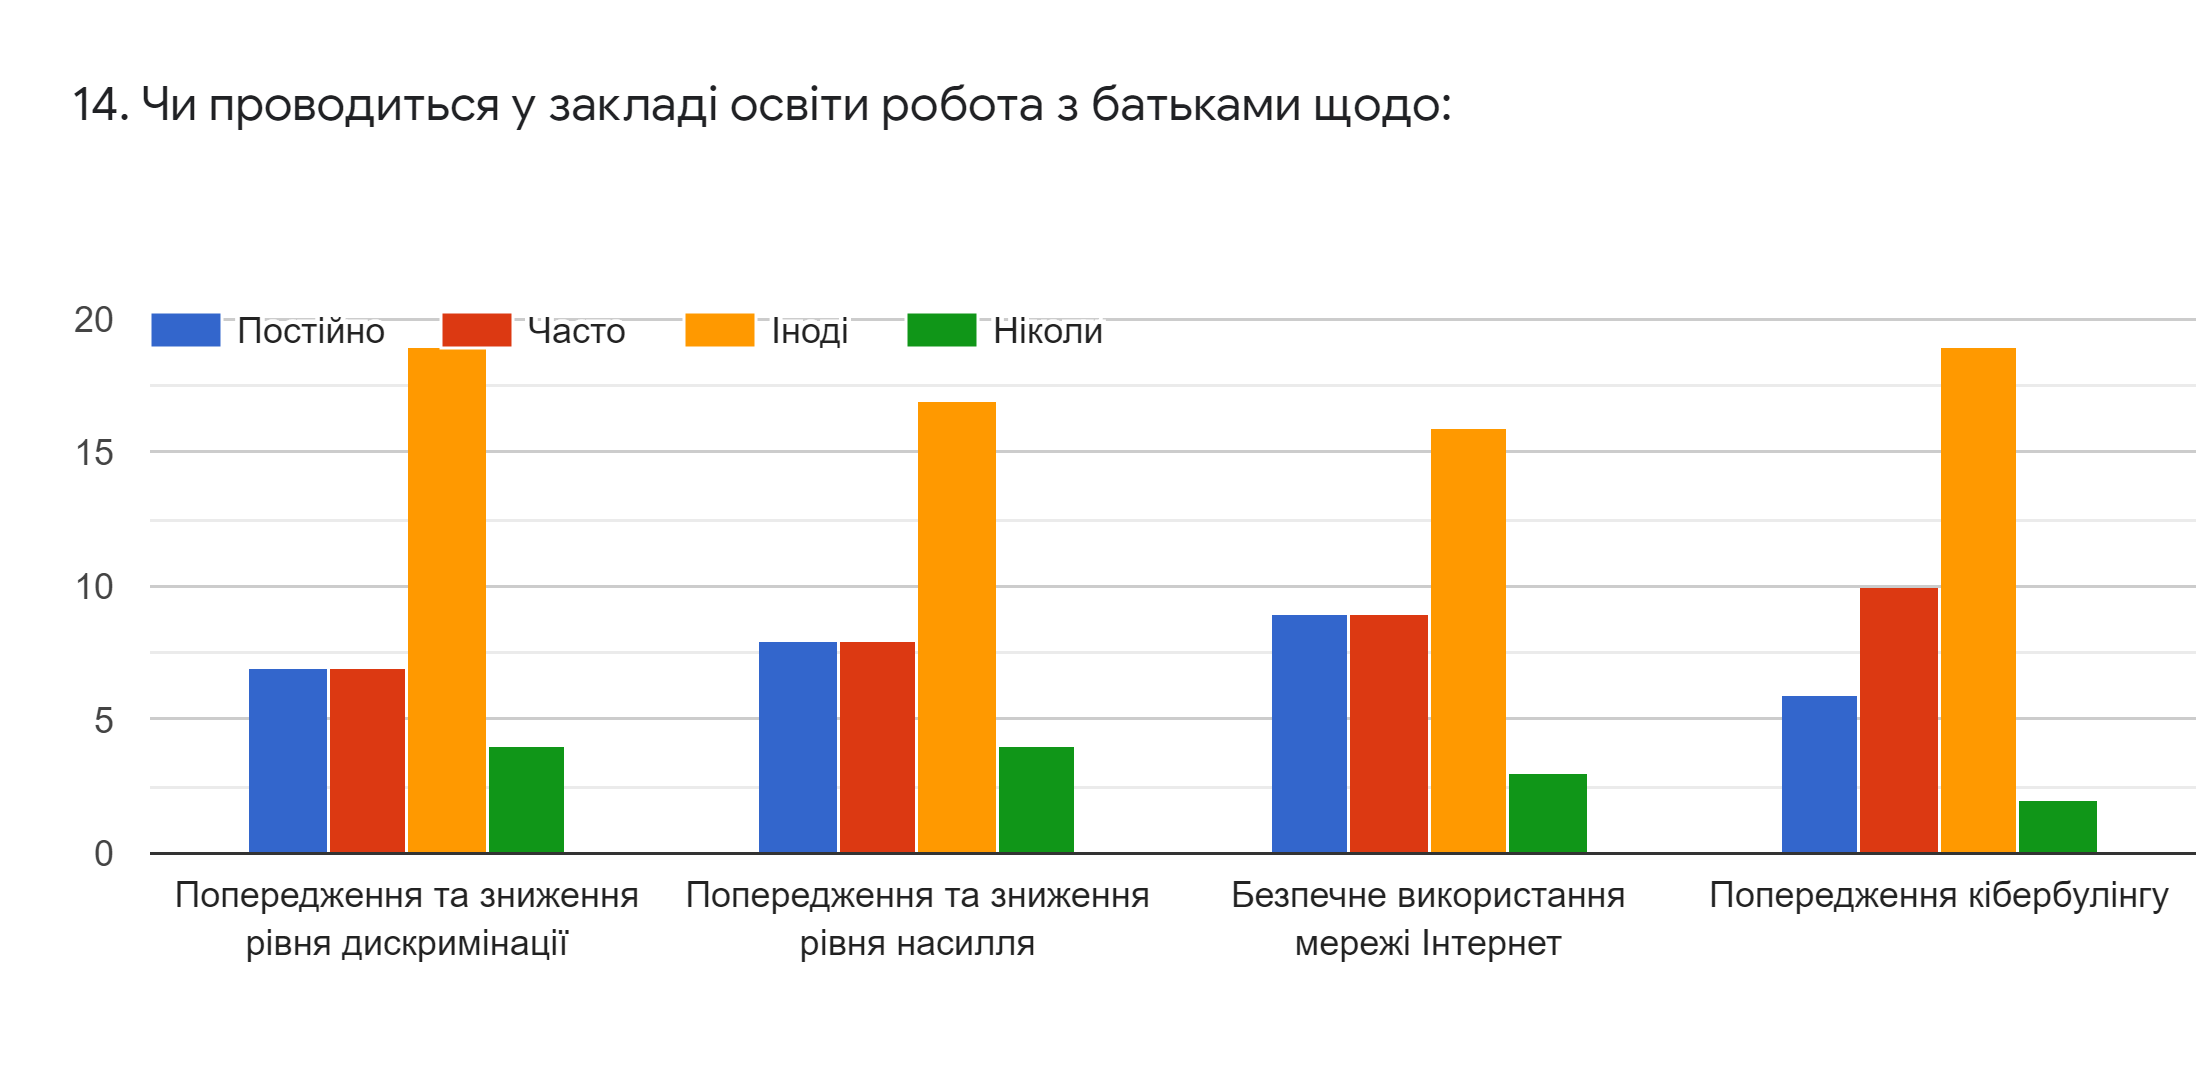 14. Чи проводиться у закладі освіти робота з батьками щодо:
Постійно Часто Іноді Ніколи
20
15
10
5
0
Попередження та зниження рівня дискримінації
Попередження та зниження рівня насилля
Безпечне використання мережі Інтернет
Попередження кібербулінгу